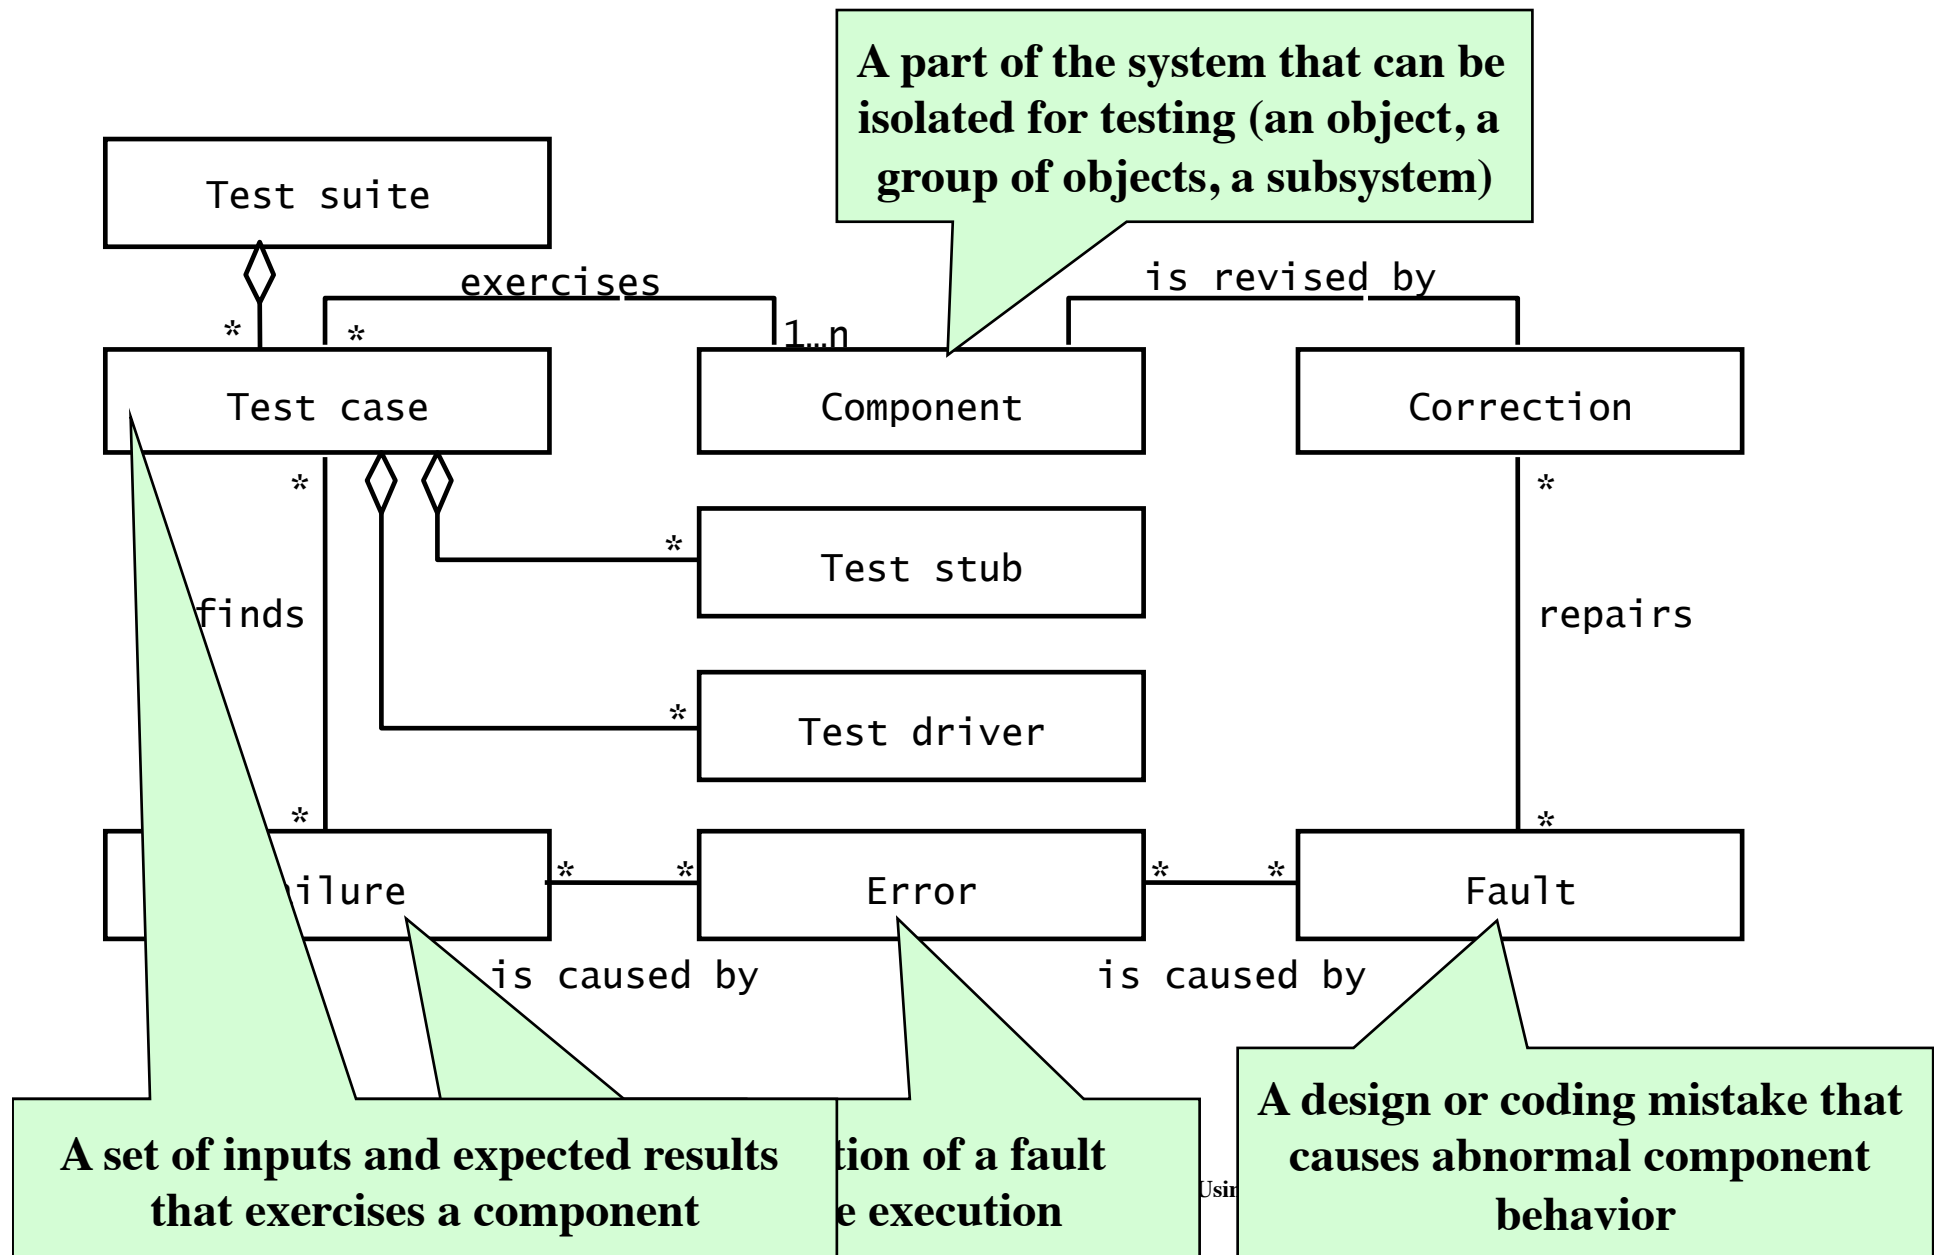 A part of the system that can be
isolated for testing (an object, a
group of objects, a subsystem)
Test suite
exercises
is revised by
*
*
1…n
Test case
Component
Correction
*
*
*
Test stub
finds
repairs
*
Test driver
*
*
*
*
*
*
ilure
Error
Fault
is caused by
is caused by
A set of inputs and expected results
that exercises a component
tion of a fault
e execution
A design or coding mistake that
causes abnormal component
behavior